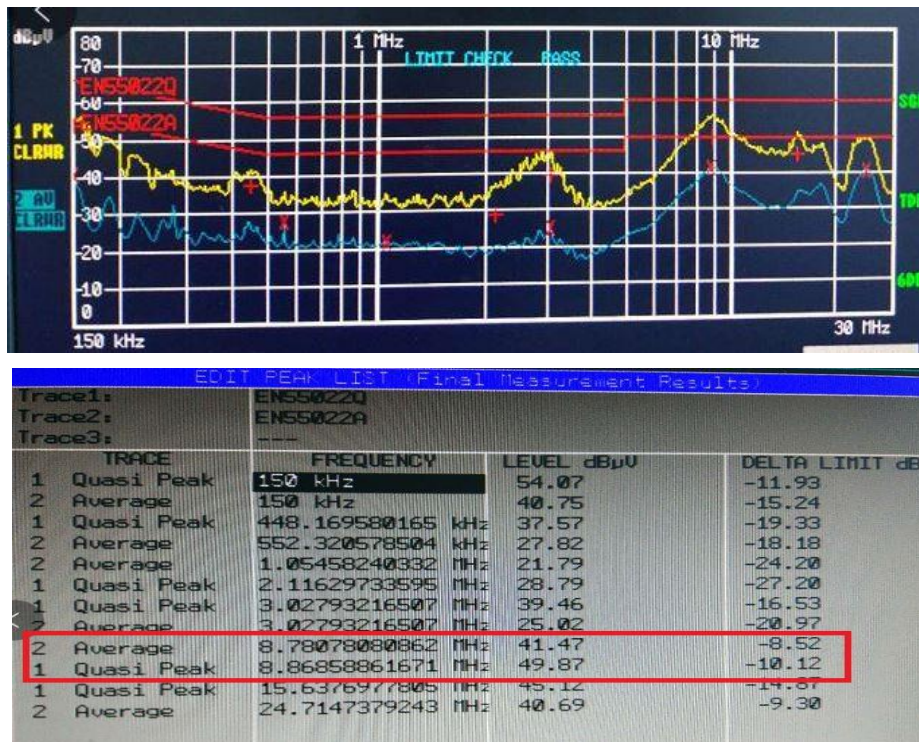 dBµV
80
1 MHz
10 MHz
LIMIT CHECK PASS
70
EN55022Q
60
SGL
EN55022A
1 PK
CLRWR
50
40
2 AV
CLRWR
30
TDF
20
6DB
10
0
150 kHz
30 MHz
EDIT PEAK LIST (Final Measurement Results)
Trace1: EN55022Q
Trace2: EN55022A
Trace3: ---
TRACE FREQUENCY LEVEL dBµV DELTA LIMIT dB
1 Quasi Peak 150 kHz 54.07 -11.93
2 Average 150 kHz 40.75 -15.24
1 Quasi Peak 448.169580165 kHz 37.57 -19.33
2 Average 552.320578504 kHz 27.82 -18.18
2 Average 1.05458240332 MHz 21.79 -24.20
1 Quasi Peak 2.11629733595 MHz 28.79 -27.20
1 Quasi Peak 3.02793216507 MHz 39.46 -16.53
2 Average 3.02793216507 MHz 25.02 -20.97
2 Average 8.78078080862 MHz 41.47 -8.52
1 Quasi Peak 8.86858861671 MHz 49.87 -10.12
1 Quasi Peak 15.6376977805 MHz 45.12 -14.87
2 Average 24.7147379243 MHz 40.69 -9.30